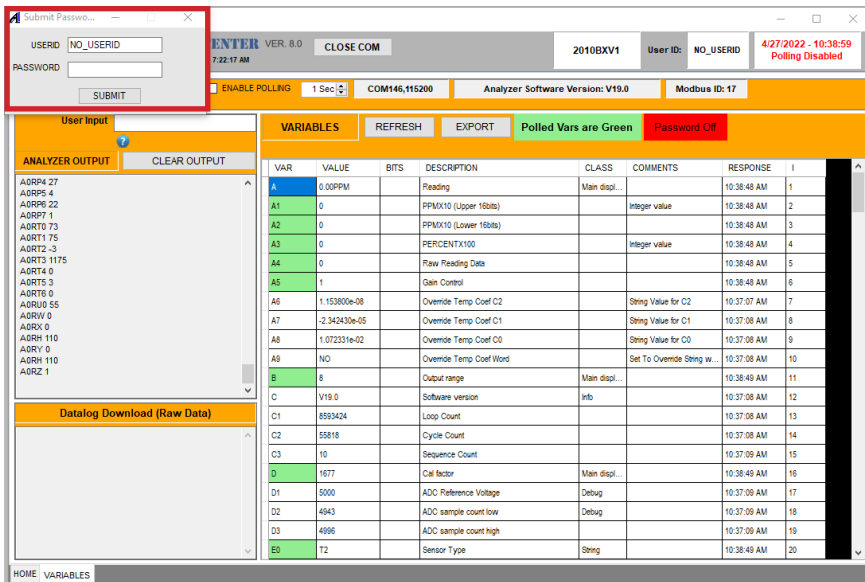 Submit Passwo...
USERID NO_USERID
PASSWORD
SUBMIT
ENTER VER. 8.0
7:22:17 AM
CLOSE COM
2010BXV1
User ID: NO_USERID
4/27/2022 - 10:38:59
Polling Disabled
ENABLE POLLING 1 Sec COM146,115200 Analyzer Software Version: V19.0 Modbus ID: 17
User Input
?
ANALYZER OUTPUT CLEAR OUTPUT
A0RP4 27
A0RP5 4
A0RP6 22
A0RP7 1
A0RT0 73
A0RT1 75
A0RT2 -3
A0RT3 1175
A0RT4 0
A0RT5 3
A0RT6 0
A0RU0 55
A0RW 0
A0RX 0
A0RH 110
A0RY 0
A0RH 110
A0RZ 1
Datalog Download (Raw Data)
VARIABLES REFRESH EXPORT Polled Vars are Green Password Off
VAR VALUE BITS DESCRIPTION CLASS COMMENTS RESPONSE I
A 0.00PPM Reading Main displ... 10:38:48 AM 1
A1 0 PPMX10 (Upper 16bits) Integer value 10:38:48 AM 2
A2 0 PPMX10 (Lower 16bits) 10:38:48 AM 3
A3 0 PERCENTX100 Integer value 10:38:48 AM 4
A4 0 Raw Reading Data 10:38:48 AM 5
A5 1 Gain Control 10:38:48 AM 6
A6 1.153800e-08 Override Temp Coef C2 String Value for C2 10:37:07 AM 7
A7 -2.342430e-05 Override Temp Coef C1 String Value for C1 10:37:08 AM 8
A8 1.072331e-02 Override Temp Coef C0 String Value for C0 10:37:08 AM 9
A9 NO Override Temp Coef Word Set To Override String w... 10:37:08 AM 10
B 8 Output range Main displ... 10:38:49 AM 11
C V19.0 Software version Info 10:37:08 AM 12
C1 8593424 Loop Count 10:37:08 AM 13
C2 55818 Cycle Count 10:37:09 AM 14
C3 10 Sequence Count 10:37:09 AM 15
D 1677 Cal factor Main displ... 10:38:49 AM 16
D1 5000 ADC Reference Voltage Debug 10:37:09 AM 17
D2 4943 ADC sample count low Debug 10:37:09 AM 18
D3 4996 ADC sample count high 10:37:09 AM 19
E0 T2 Sensor Type String 10:38:49 AM 20
HOME VARIABLES